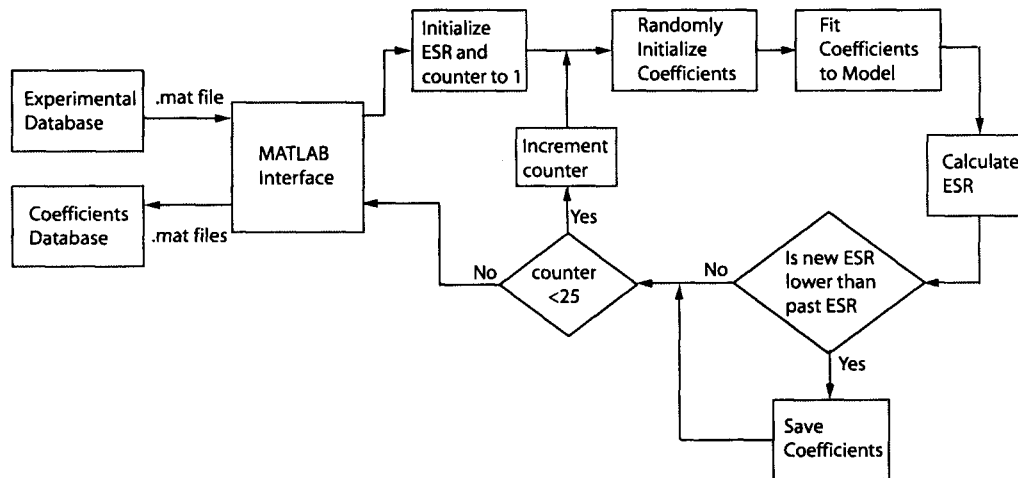 Experimental
Database
.mat file
Coefficients
Database
.mat files
MATLAB
Interface
Initialize
ESR and
counter to 1
Randomly
Initialize
Coefficients
Fit
Coefficients
to Model
Calculate
ESR
Is new ESR
lower than
past ESR
Yes
Save
Coefficients
No
counter
<25
Yes
Increment
counter
No